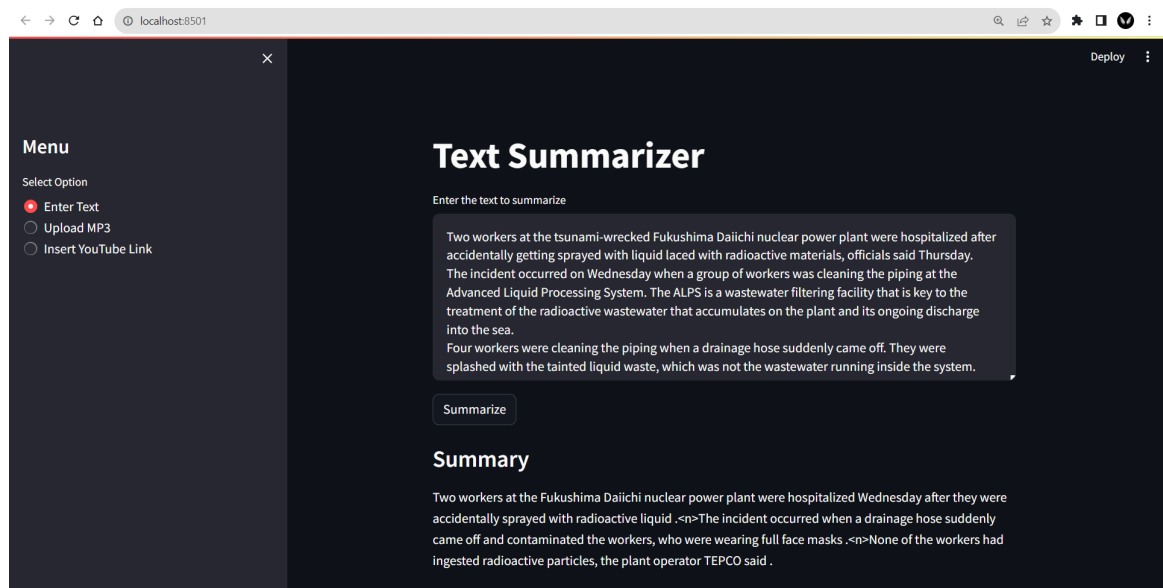 localhost:8501
Deploy
Menu
Select Option
Enter Text
Upload MP3
Insert YouTube Link
Text Summarizer
Enter the text to summarize
Two workers at the tsunami-wrecked Fukushima Daiichi nuclear power plant were hospitalized after
accidentally getting sprayed with liquid laced with radioactive materials, officials said Thursday.
The incident occurred on Wednesday when a group of workers was cleaning the piping at the
Advanced Liquid Processing System. The ALPS is a wastewater filtering facility that is key to the
treatment of the radioactive wastewater that accumulates on the plant and its ongoing discharge
into the sea.
Four workers were cleaning the piping when a drainage hose suddenly came off. They were
splashed with the tainted liquid waste, which was not the wastewater running inside the system.
Summarize
Summary
Two workers at the Fukushima Daiichi nuclear power plant were hospitalized Wednesday after they were
accidentally sprayed with radioactive liquid .<n>The incident occurred when a drainage hose suddenly
came off and contaminated the workers, who were wearing full face masks .<n>None of the workers had
ingested radioactive particles, the plant operator TEPCO said .